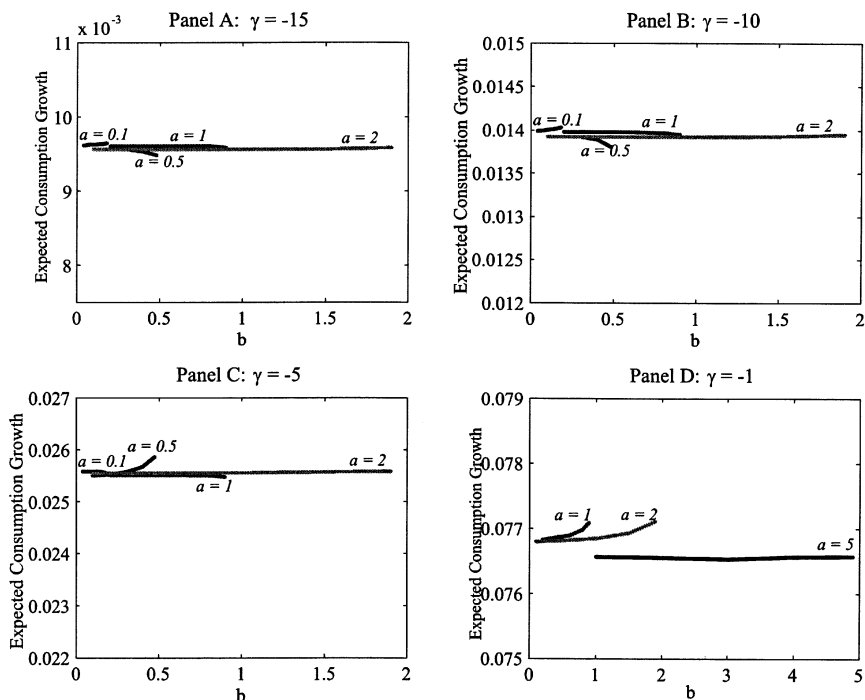 Panel A: γ = -15
11 x 10⁻³
10
9
8
0.5
1
1.5
2
b
Expected Consumption Growth
a = 0.1
a = 1
a = 2
a = 0.5
Panel B: γ = -10
0.015
0.0145
0.014
0.0135
0.013
0.0125
0.012
0
0.5
1
1.5
2
b
Expected Consumption Growth
a = 0.1
a = 1
a = 2
a = 0.5
Panel C: γ = -5
0.027
0.026
0.025
0.024
0.023
0.022
0
0.5
1
1.5
2
b
Expected Consumption Growth
a = 0.5
a = 0.1
a = 2
a = 1
Panel D: γ = -1
0.079
0.078
0.077
0.076
0.075
0
1
2
3
4
5
b
Expected Consumption Growth
a = 1
a = 2
a = 5